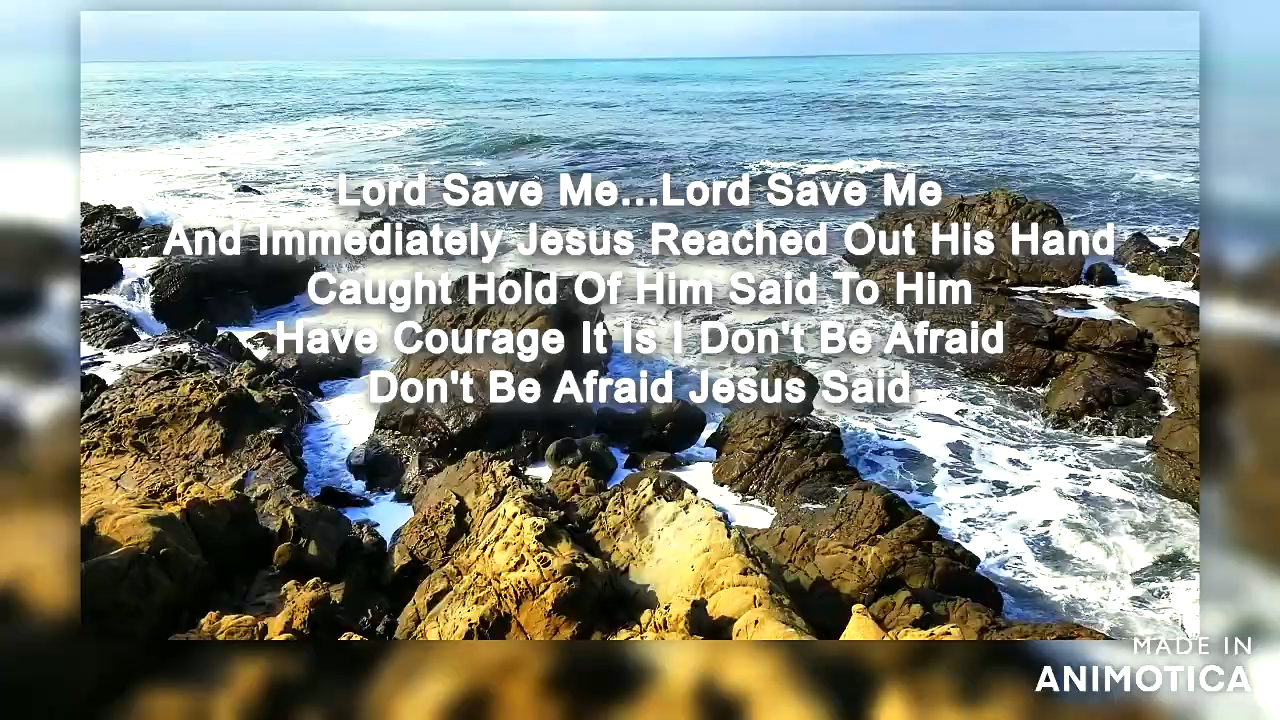 Lord Save Me...Lord Save Me
And Immediately Jesus Reached Out His Hand
Caught Hold Of Him Said To Him
Have Courage It Is I Don't Be Afraid
Don't Be Afraid Jesus Said
MADE IN
ANIMOTICA